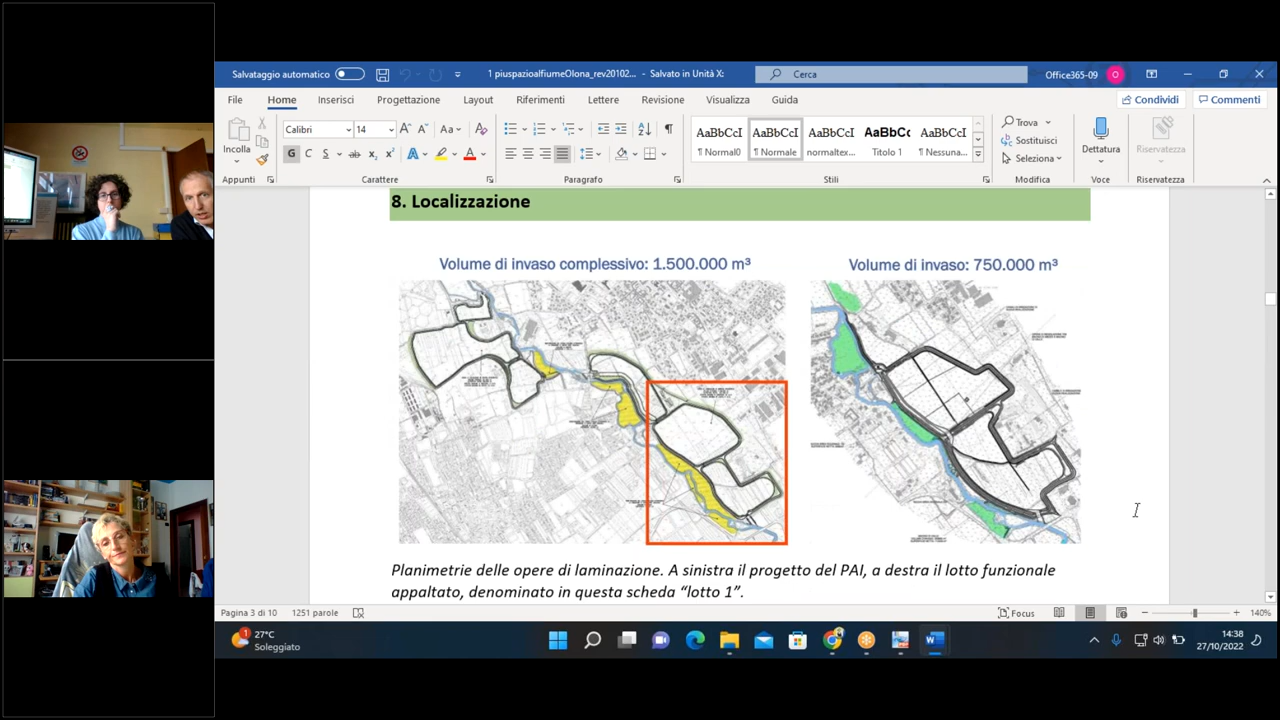 Salvataggio automatico
1 piuspazioalfiumeOlona_rev20102... - Salvato in Unità X:
Cerca
Office365-09
O
File Home Inserisci Progettazione Layout Riferimenti Lettere Revisione Visualizza Guida
Condividi Commenti
Incolla
Calibri 14
Aa
G C S ab x₂ x² A A
AaBbCcI AaBbCcI AaBbCcI AaBbCc AaBbCcI
¶ Normal0 ¶ Normale normaltex... Titolo 1 ¶ Nessuna...
Trova
Sostituisci
Seleziona
Dettatura
Riservatezza
Appunti Carattere Paragrafo Stili Modifica Voce Riservatezza
8. Localizzazione
Volume di invaso complessivo: 1.500.000 m³
Volume di invaso: 750.000 m³
Planimetrie delle opere di laminazione. A sinistra il progetto del PAI, a destra il lotto funzionale
appaltato, denominato in questa scheda “lotto 1”.
Pagina 3 di 10 1251 parole
Focus
140%
1
27°C
Soleggiato
14:38
27/10/2022